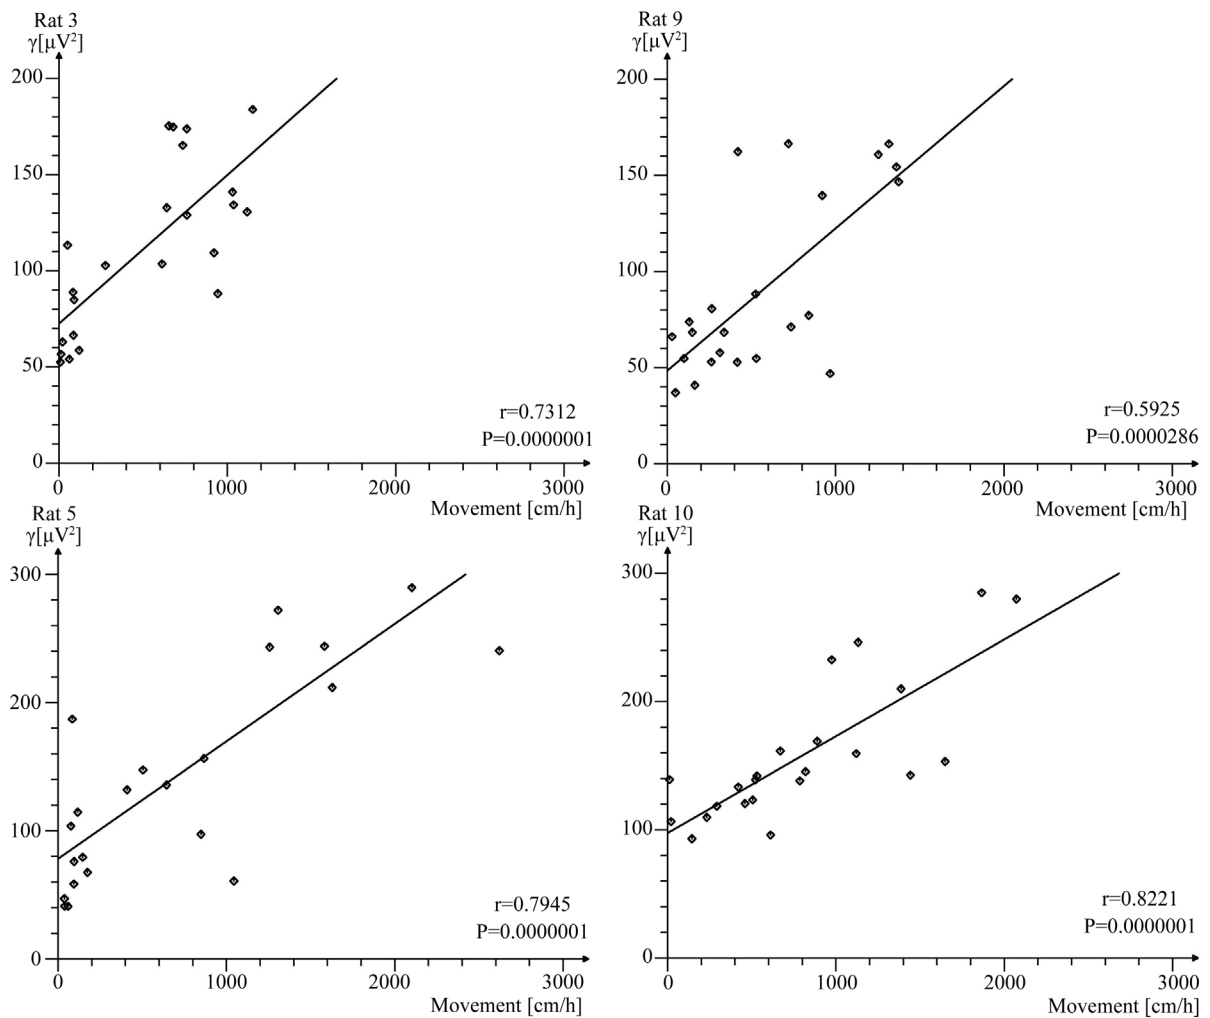 Rat 3
γ[μV²]
200
150
100
50
0
r=0.7312
P=0.0000001
0 1000 2000 3000
Movement [cm/h]
Rat 9
γ[μV²]
200
150
100
50
0
r=0.5925
P=0.0000286
0 1000 2000 3000
Movement [cm/h]
Rat 5
γ[μV²]
300
200
100
0
r=0.7945
P=0.0000001
0 1000 2000 3000
Movement [cm/h]
Rat 10
γ[μV²]
300
200
100
0
r=0.8221
P=0.0000001
0 1000 2000 3000
Movement [cm/h]